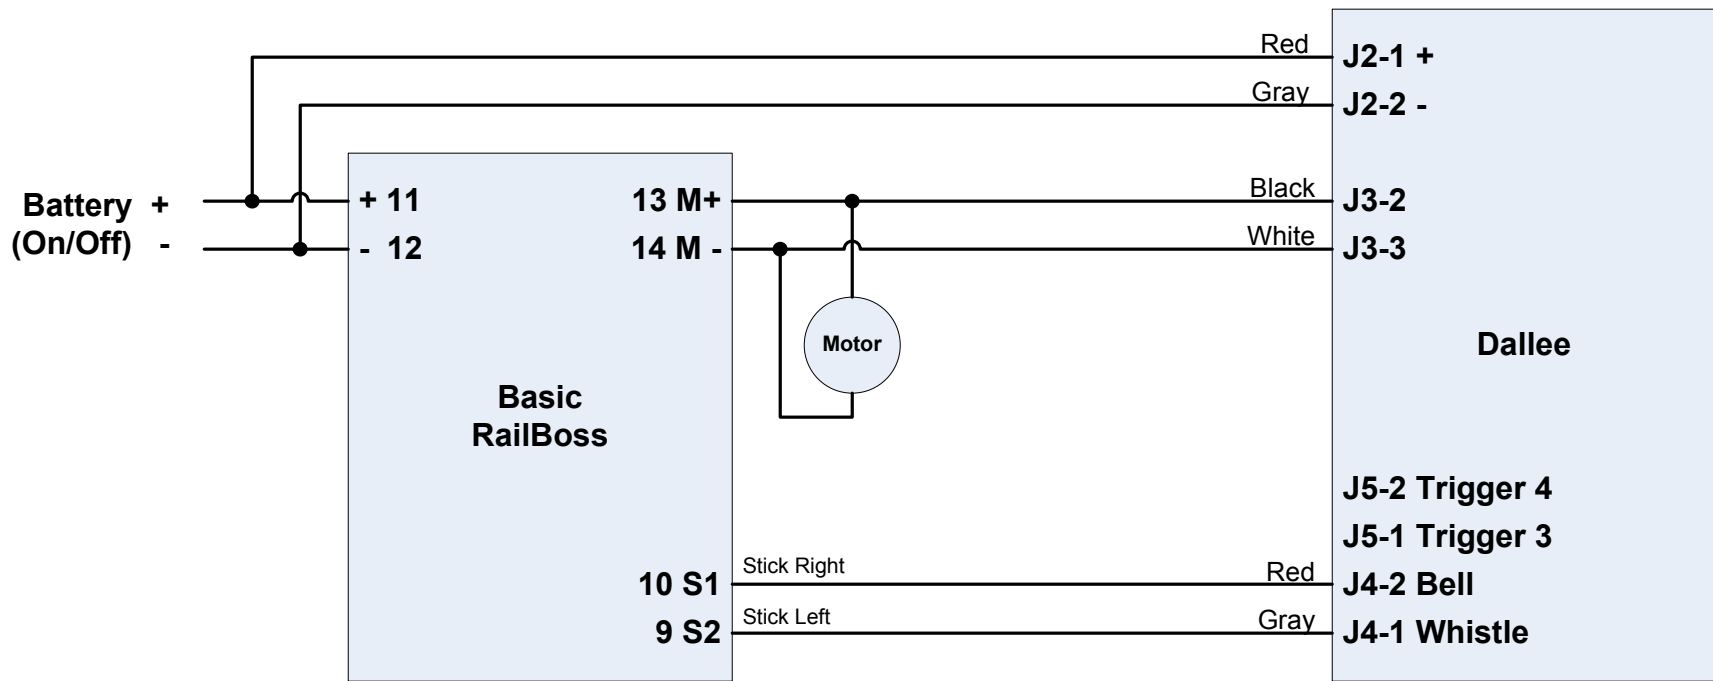 Red
J2-1 +
Gray
J2-2 -
Battery +
(On/Off) -
+ 11
- 12
13 M+
14 M -
Black
J3-2
White
J3-3
Motor
Dallee
Basic
RailBoss
J5-2 Trigger 4
J5-1 Trigger 3
10 S1
Stick Right
Red
J4-2 Bell
9 S2
Stick Left
Gray
J4-1 Whistle